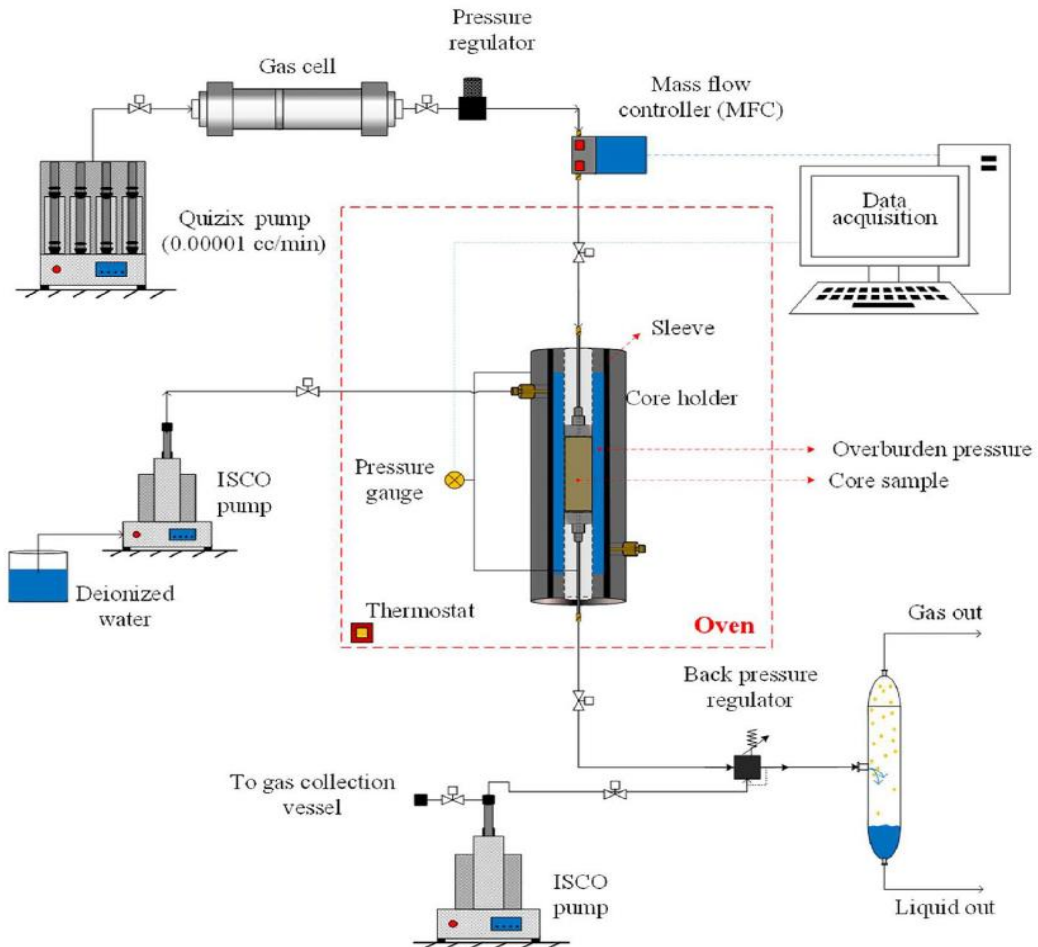 Pressure
regulator
Gas cell
Mass flow
controller (MFC)
Quizix pump
(0.00001 cc/min)
Data
acquisition
Sleeve
Core holder
Overburden pressure
Core sample
Pressure
gauge
ISCO
pump
Deionized
water
Thermostat
Oven
Gas out
Back pressure
regulator
To gas collection
vessel
ISCO
pump
Liquid out